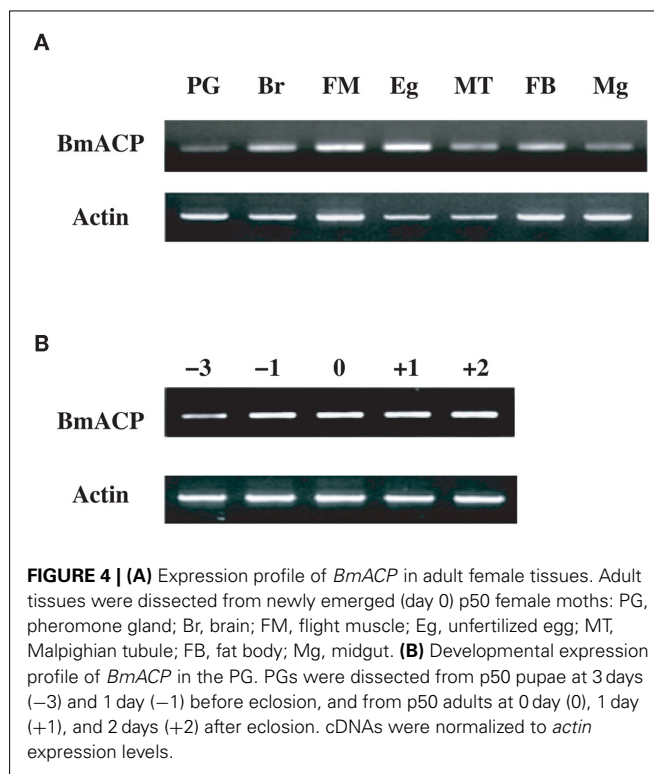 A
PG Br FM Eg MT FB Mg
BmACP
Actin
B
−3 −1 0 +1 +2
BmACP
Actin
FIGURE 4 | (A) Expression profile of BmACP in adult female tissues. Adult
tissues were dissected from newly emerged (day 0) p50 female moths: PG,
pheromone gland; Br, brain; FM, flight muscle; Eg, unfertilized egg; MT,
Malpighian tubule; FB, fat body; Mg, midgut. (B) Developmental expression
profile of BmACP in the PG. PGs were dissected from p50 pupae at 3 days
(−3) and 1 day (−1) before eclosion, and from p50 adults at 0 day (0), 1 day
(+1), and 2 days (+2) after eclosion. cDNAs were normalized to actin
expression levels.